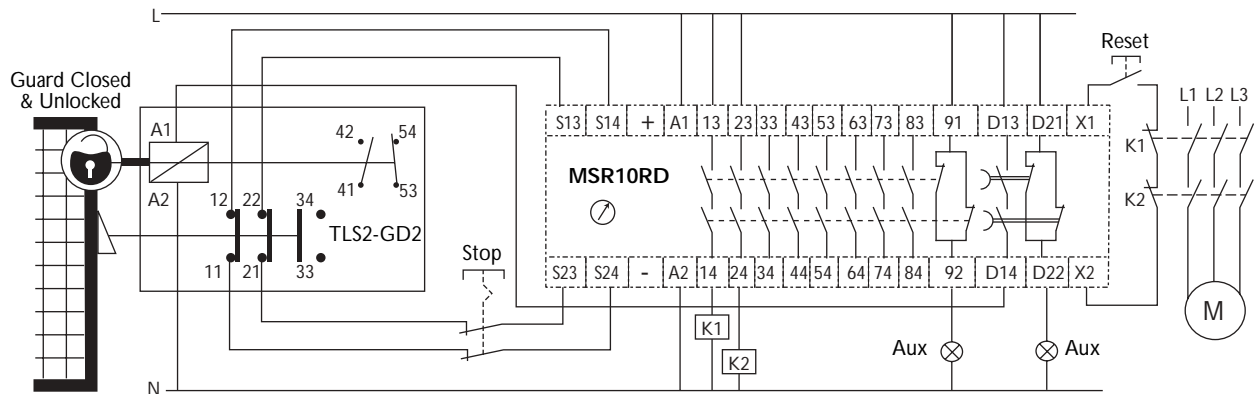 L
Reset
Guard Closed
& Unlocked
A1
A2
42
54
41
53
12
22
34
11
21
33
TLS2-GD2
Stop
S13 S14 + A1 13 23 33 43 53 63 73 83 91 D13 D21 X1
MSR10RD
S23 S24 - A2 14 24 34 44 54 64 74 84 92 D14 D22 X2
L1 L2 L3
K1
K2
K1
K2
Aux
Aux
M
N